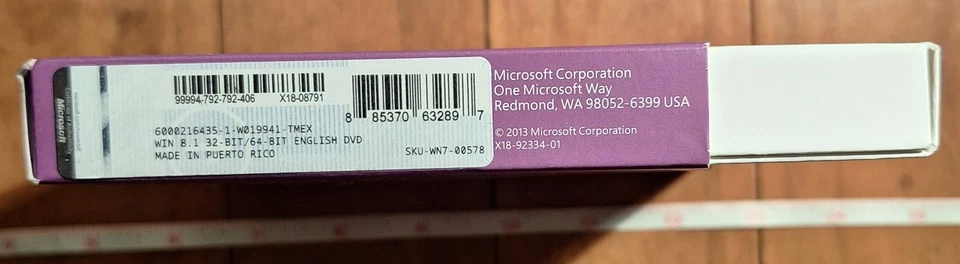 Microsoft
99994-792-792-406
X18-08791
8 85370 63289 7
6000216435-1-W019941-TMEX
WIN 8.1 32-BIT/64-BIT ENGLISH DVD
MADE IN PUERTO RICO
SKU-WN7-00578
Microsoft Corporation
One Microsoft Way
Redmond, WA 98052-6399 USA
© 2013 Microsoft Corporation
X18-92334-01